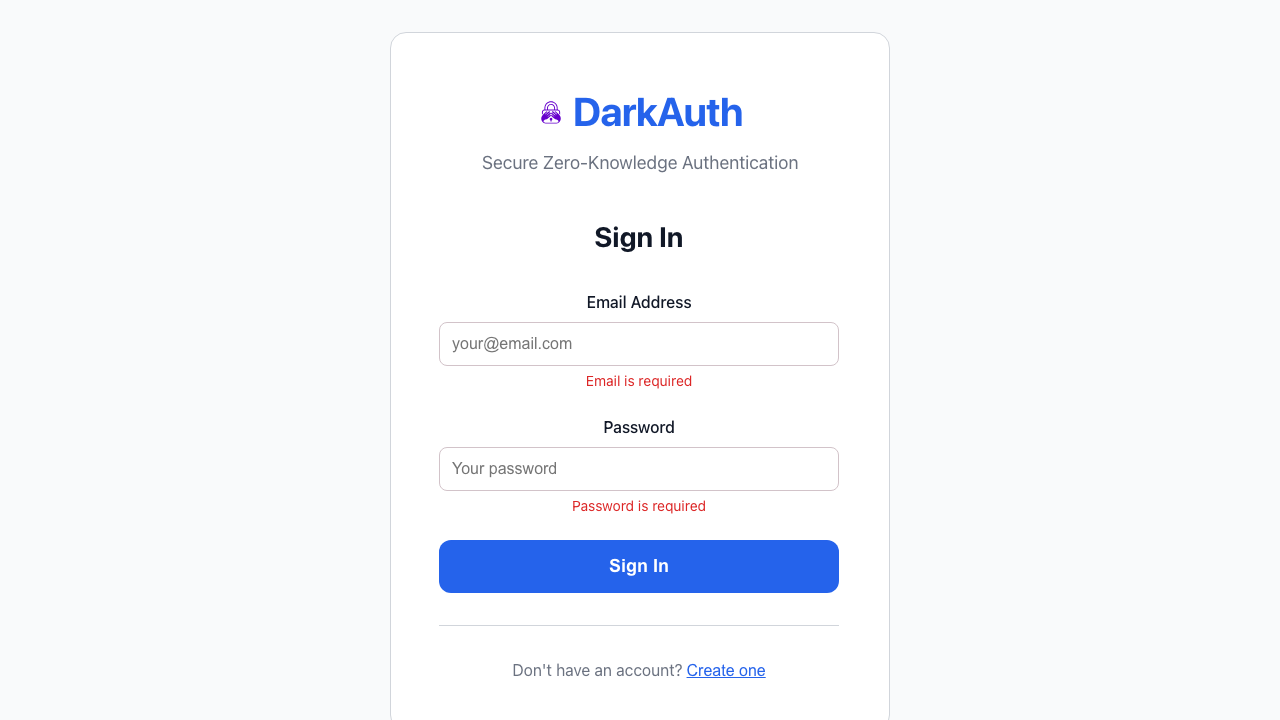 DarkAuth
Secure Zero-Knowledge Authentication
Sign In
Email Address
your@email.com
Email is required
Password
Your password
Password is required
Sign In
Don't have an account? Create one